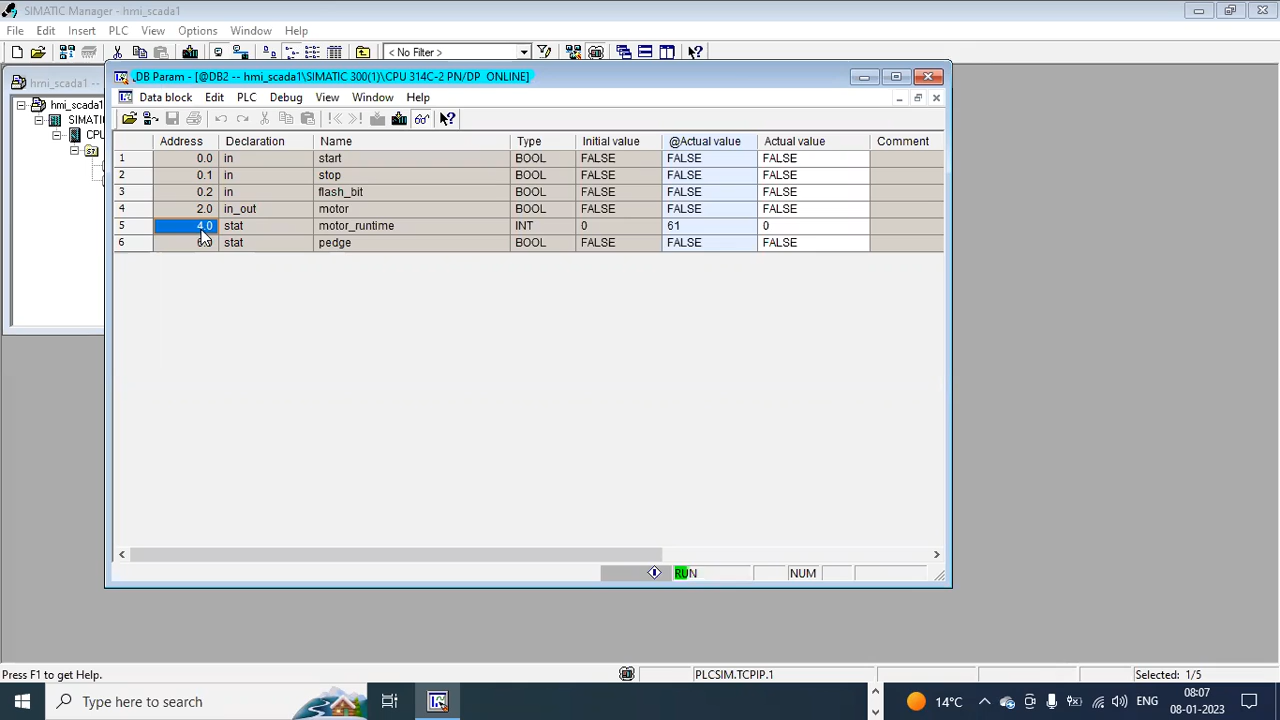 SIMATIC Manager - hmi_scada1
File Edit Insert PLC View Options Window Help
< No Filter >
hmi_scada1 --
hmi_scada1
SIMATI
CPU
DB Param - [@DB2 -- hmi_scada1\SIMATIC 300(1)\CPU 314C-2 PN/DP ONLINE]
Data block Edit PLC Debug View Window Help
Address Declaration Name Type Initial value @Actual value Actual value Comment
1 0.0 in start BOOL FALSE FALSE FALSE
2 0.1 in stop BOOL FALSE FALSE FALSE
3 0.2 in flash_bit BOOL FALSE FALSE FALSE
4 2.0 in_out motor BOOL FALSE FALSE FALSE
5 4.0 stat motor_runtime INT 0 61 0
6 stat pedge BOOL FALSE FALSE FALSE
RUN NUM
Press F1 to get Help. PLCSIM.TCPIP.1 Selected: 1/5
Type here to search 14°C ENG 08:07
08-01-2023